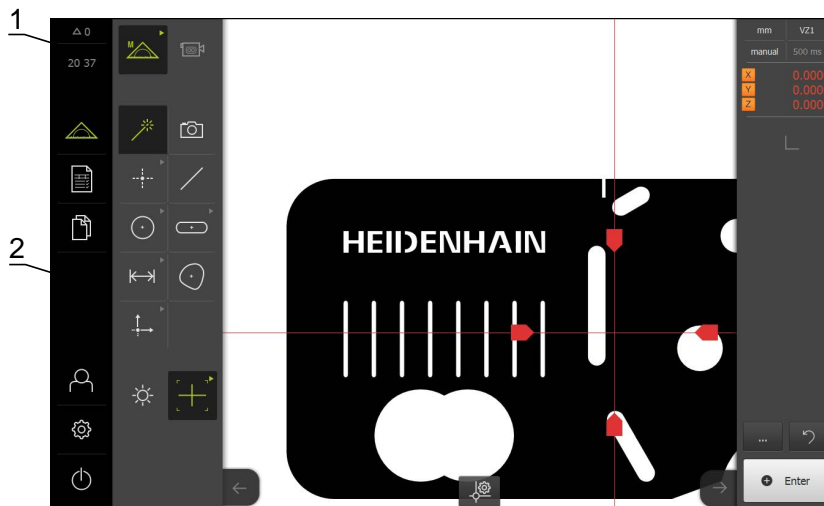 1
2
0
20 37
M
mm VZ1
manual 500 ms
X 0.000
Y 0.000
Z 0.000
HEIDENHAIN
...
Enter